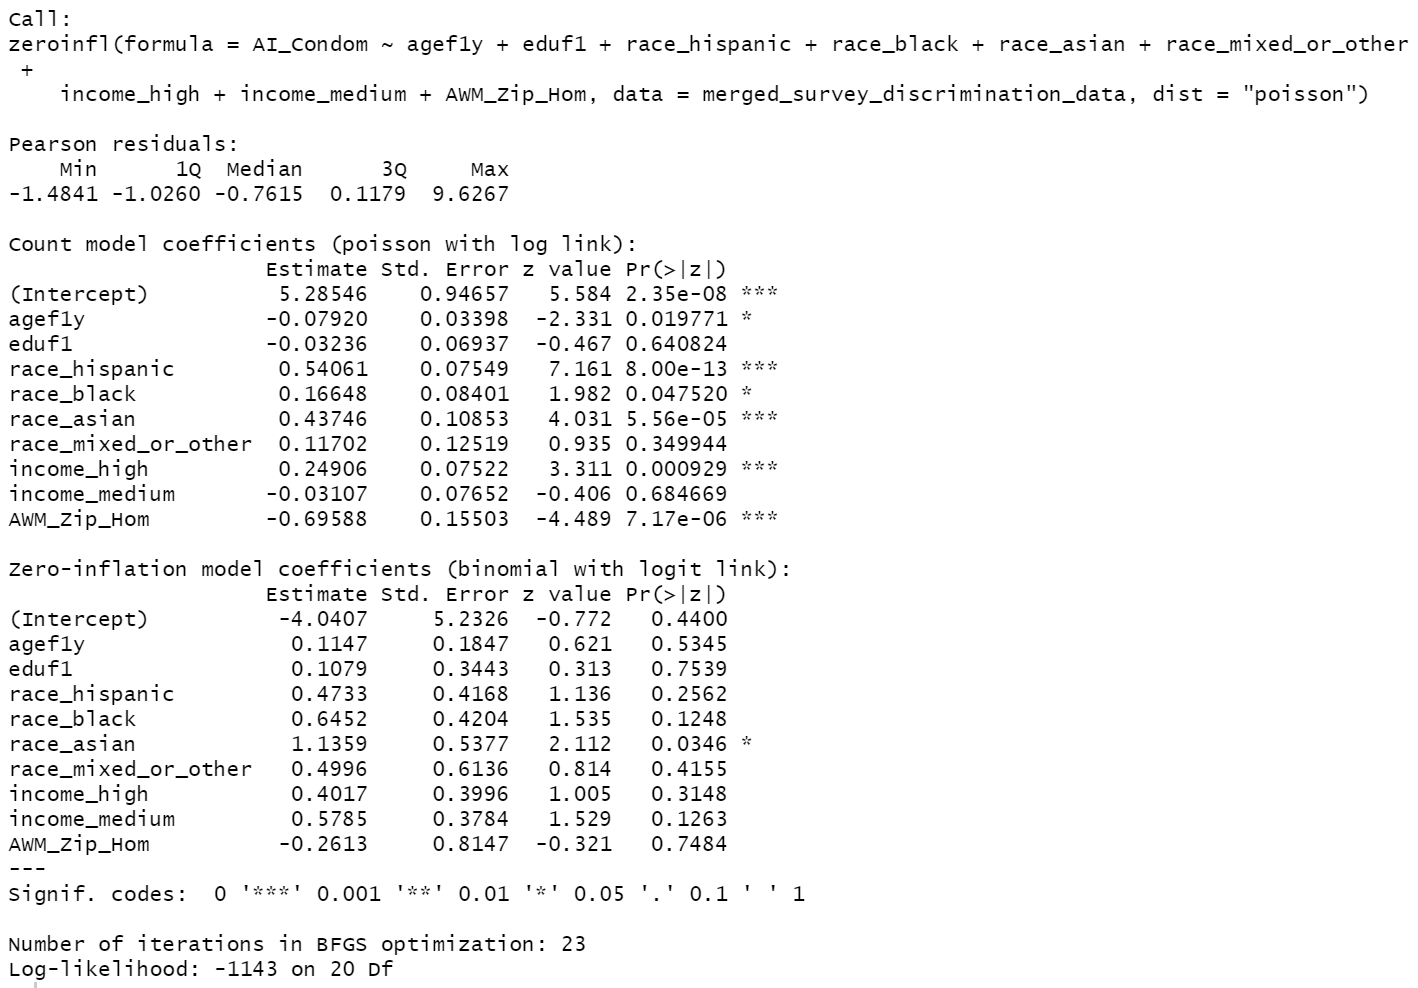 Call:
zeroinfl(formula = AI_Condom ~ agef1y + eduf1 + race_hispanic + race_black + race_asian + race_mixed_or_other
 +
    income_high + income_medium + AWM_Zip_Hom, data = merged_survey_discrimination_data, dist = "poisson")

Pearson residuals:
    Min      1Q  Median      3Q     Max
-1.4841 -1.0260 -0.7615  0.1179  9.6267

Count model coefficients (poisson with log link):
                    Estimate Std. Error z value Pr(>|z|)
(Intercept)          5.28546    0.94657   5.584 2.35e-08 ***
agef1y              -0.07920    0.03398  -2.331 0.019771 *
eduf1               -0.03236    0.06937  -0.467 0.640824
race_hispanic        0.54061    0.07549   7.161 8.00e-13 ***
race_black           0.16648    0.08401   1.982 0.047520 *
race_asian           0.43746    0.10853   4.031 5.56e-05 ***
race_mixed_or_other  0.11702    0.12519   0.935 0.349944
income_high          0.24906    0.07522   3.311 0.000929 ***
income_medium       -0.03107    0.07652  -0.406 0.684669
AWM_Zip_Hom         -0.69588    0.15503  -4.489 7.17e-06 ***

Zero-inflation model coefficients (binomial with logit link):
                    Estimate Std. Error z value Pr(>|z|)
(Intercept)          -4.0407     5.2326  -0.772   0.4400
agef1y                0.1147     0.1847   0.621   0.5345
eduf1                 0.1079     0.3443   0.313   0.7539
race_hispanic         0.4733     0.4168   1.136   0.2562
race_black            0.6452     0.4204   1.535   0.1248
race_asian            1.1359     0.5377   2.112   0.0346 *
race_mixed_or_other   0.4996     0.6136   0.814   0.4155
income_high           0.4017     0.3996   1.005   0.3148
income_medium         0.5785     0.3784   1.529   0.1263
AWM_Zip_Hom          -0.2613     0.8147  -0.321   0.7484
---
Signif. codes:  0 '***' 0.001 '**' 0.01 '*' 0.05 '.' 0.1 ' ' 1

Number of iterations in BFGS optimization: 23
Log-likelihood: -1143 on 20 Df